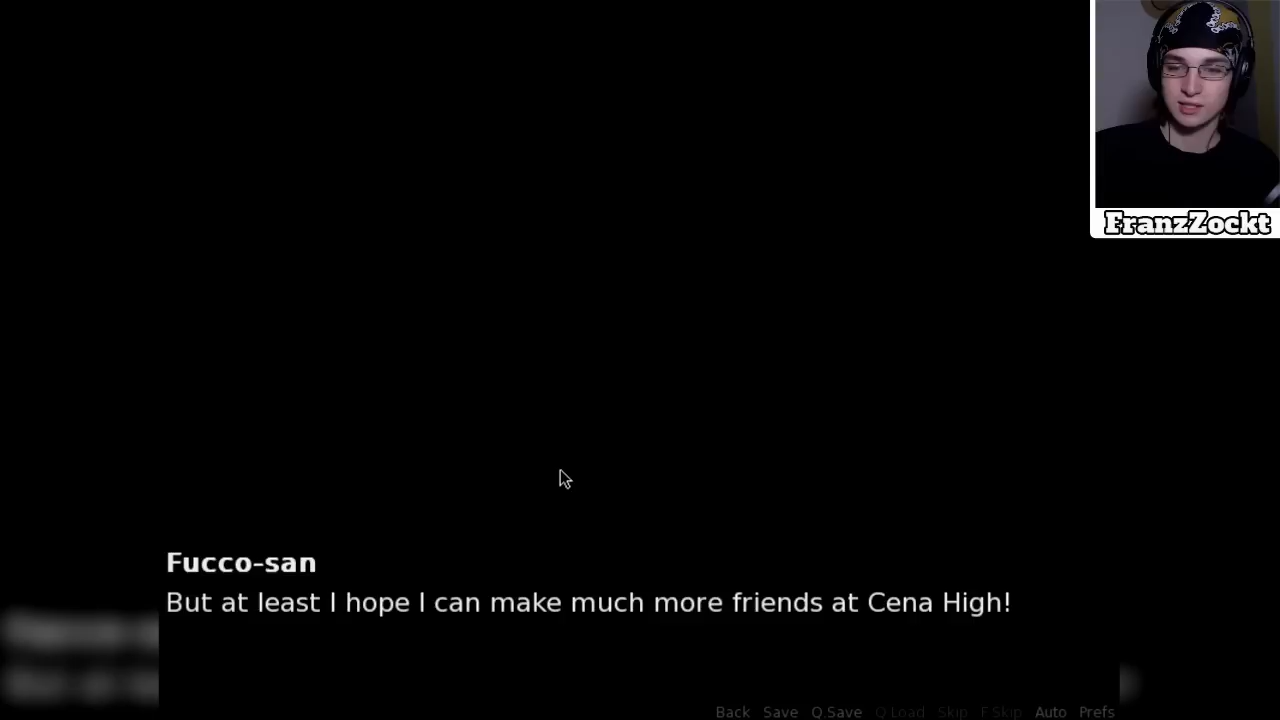 FranzZockt
Fucco-san
But at least I hope I can make much more friends at Cena High!
Back Save Q.Save Q.Load Skip F.Skip Auto Prefs